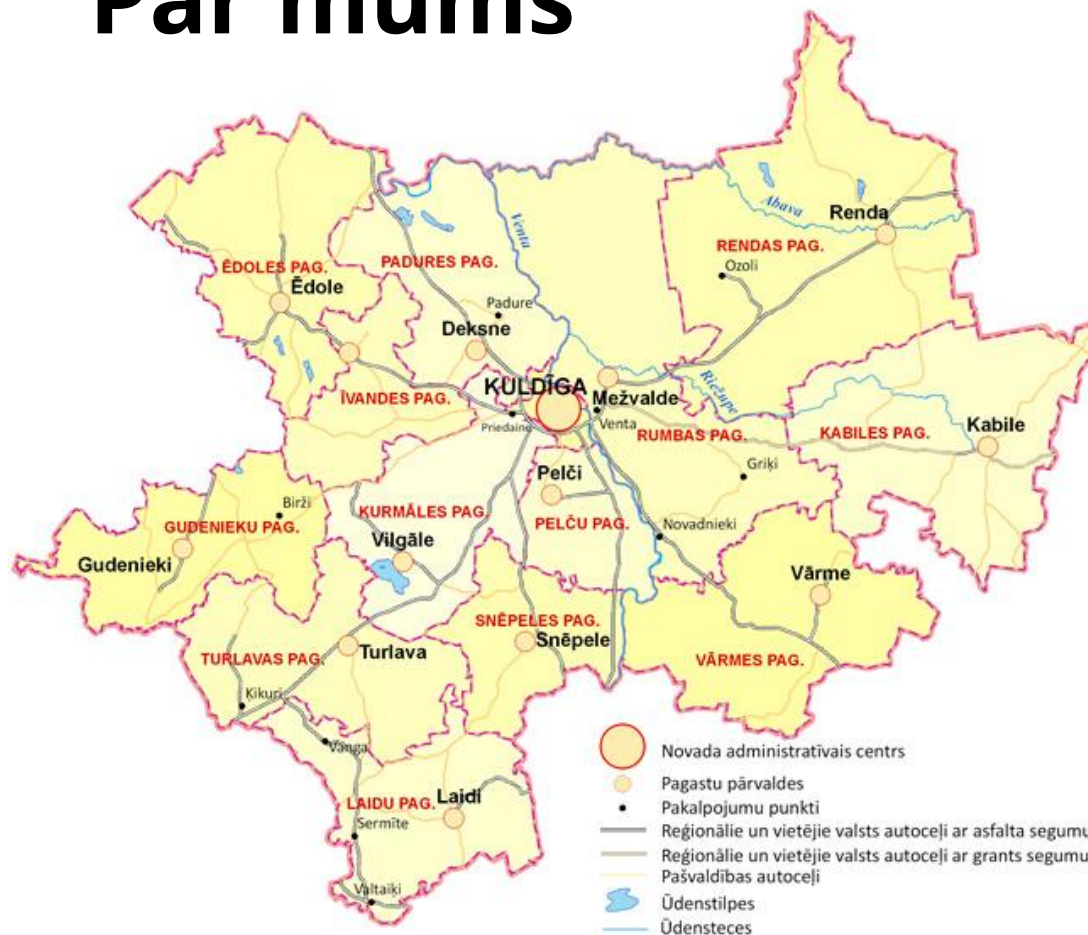 Par mums
Renda
Abava
RENDAS PAG.
Ozoli
Venta
PADURES PAG.
ĒDOLES PAG.
Ēdole
Padure
Deksne
KULDĪGA
Mežvalde
Riežupe
ĪVANDES PAG.
Priedaine
Venta
RUMBAS PAG.
KABILES PAG.
Kabile
Griķi
Pelči
PELČU PAG.
Novadnieki
KURMĀLES PAG.
Vilgāle
Birži
GUDENIEKU PAG.
Gudenieki
Vārme
VĀRMES PAG.
SNĒPELES PAG.
Snēpele
Turlava
TURLAVAS PAG.
Ķikuri
Vanga
LAIDU PAG.
Laidi
Sermīte
Valtaiķi
Novada administratīvais centrs
Pagastu pārvaldes
Pakalpojumu punkti
Reģionālie un vietējie valsts autoceļi ar asfalta segumu
Reģionālie un vietējie valsts autoceļi ar grants segumu
Pašvaldības autoceļi
Ūdenstilpes
Ūdensteces